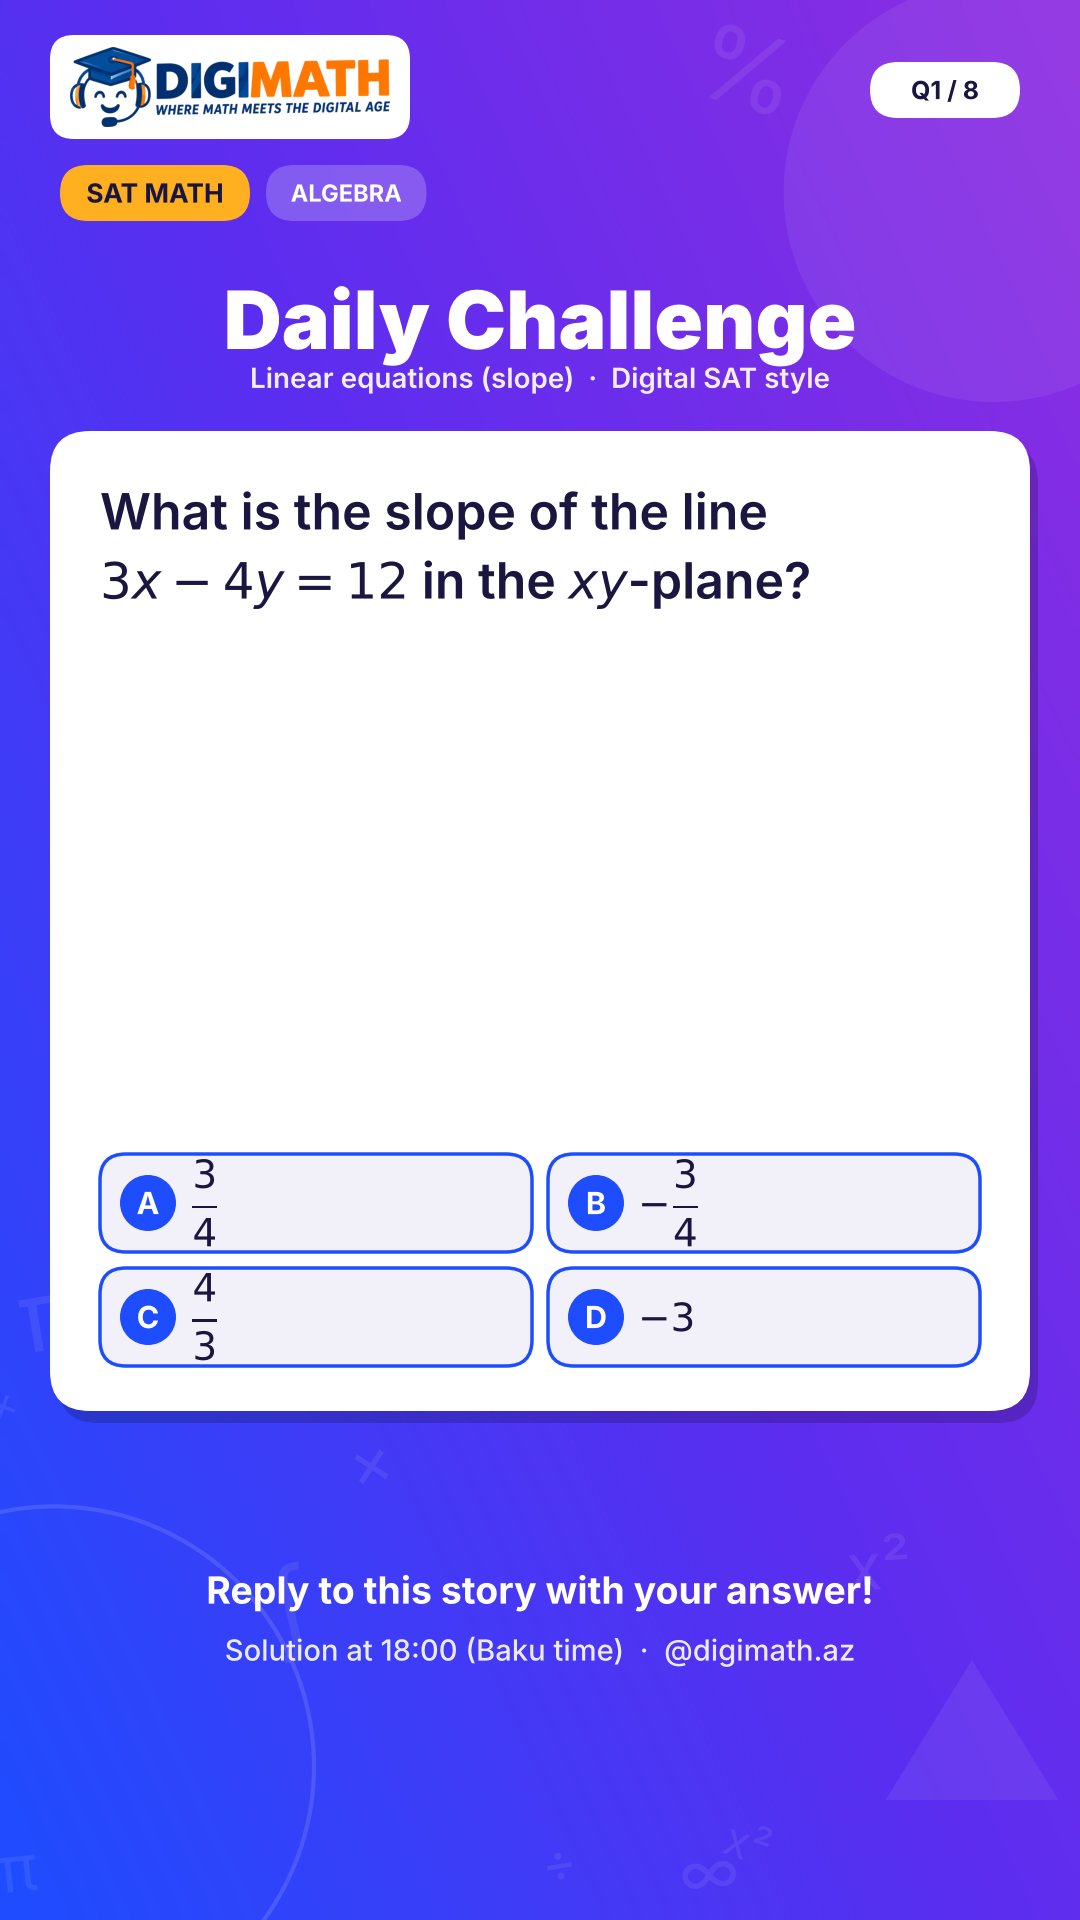 DIGIMATH
WHERE MATH MEETS THE DIGITAL AGE
Q1 / 8
SAT MATH
ALGEBRA
%
Daily Challenge
Linear equations (slope) · Digital SAT style
What is the slope of the line
3x − 4y = 12 in the xy-plane?
A 3/4
B −3/4
C 4/3
D −3
×
x²
∫
Reply to this story with your answer!
Solution at 18:00 (Baku time) · @digimath.az
π
÷
∞
x²